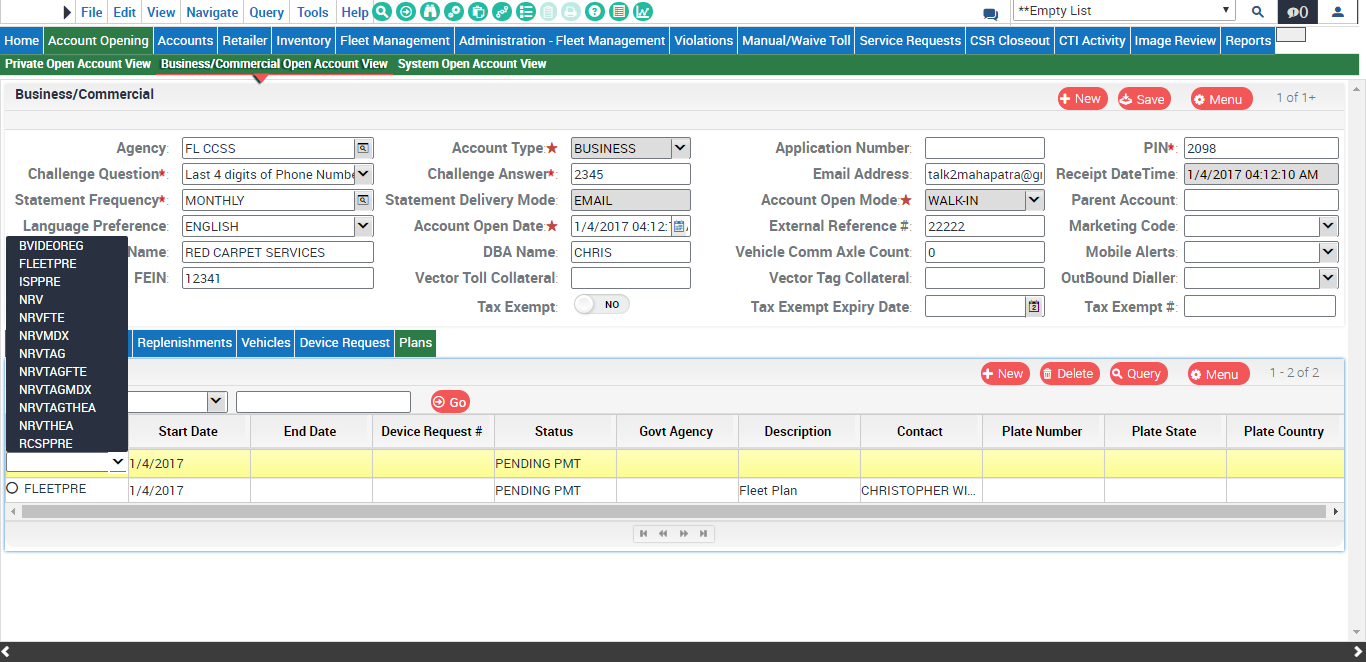 File Edit View Navigate Query Tools Help **Empty List 0
Home Account Opening Accounts Retailer Inventory Fleet Management Administration - Fleet Management Violations Manual/Waive Toll Service Requests CSR Closeout CTI Activity Image Review Reports
Private Open Account View Business/Commercial Open Account View System Open Account View
Business/Commercial New Save Menu 1 of 1+
Agency: FL CCSS Account Type:★ BUSINESS Application Number: PIN*: 2098
Challenge Question*: Last 4 digits of Phone Numbe Challenge Answer*: 2345 Email Address: talk2mahapatra@g Receipt DateTime: 1/4/2017 04:12:10 AM
Statement Frequency*: MONTHLY Statement Delivery Mode: EMAIL Account Open Mode:★ WALK-IN Parent Account:
Language Preference: ENGLISH Account Open Date:★ 1/4/2017 04:12: External Reference #: 22222 Marketing Code:
BVIDEOREG
Name: RED CARPET SERVICES DBA Name: CHRIS Vehicle Comm Axle Count: 0 Mobile Alerts:
FLEETPRE
ISPPRE
FEIN: 12341 Vector Toll Collateral: Vector Tag Collateral: OutBound Dialler:
NRV
Tax Exempt: NO Tax Exempt Expiry Date: Tax Exempt #:
NRVFTE
NRVMDX
Replenishments Vehicles Device Request Plans
NRVTAG
NRVTAGFTE
New Delete Query Menu 1 - 2 of 2
NRVTAGMDX
NRVTAGTHEA
Go
NRVTHEA
RCSPPRE
Start Date End Date Device Request # Status Govt Agency Description Contact Plate Number Plate State Plate Country
1/4/2017 PENDING PMT
FLEETPRE 1/4/2017 PENDING PMT Fleet Plan CHRISTOPHER WI...